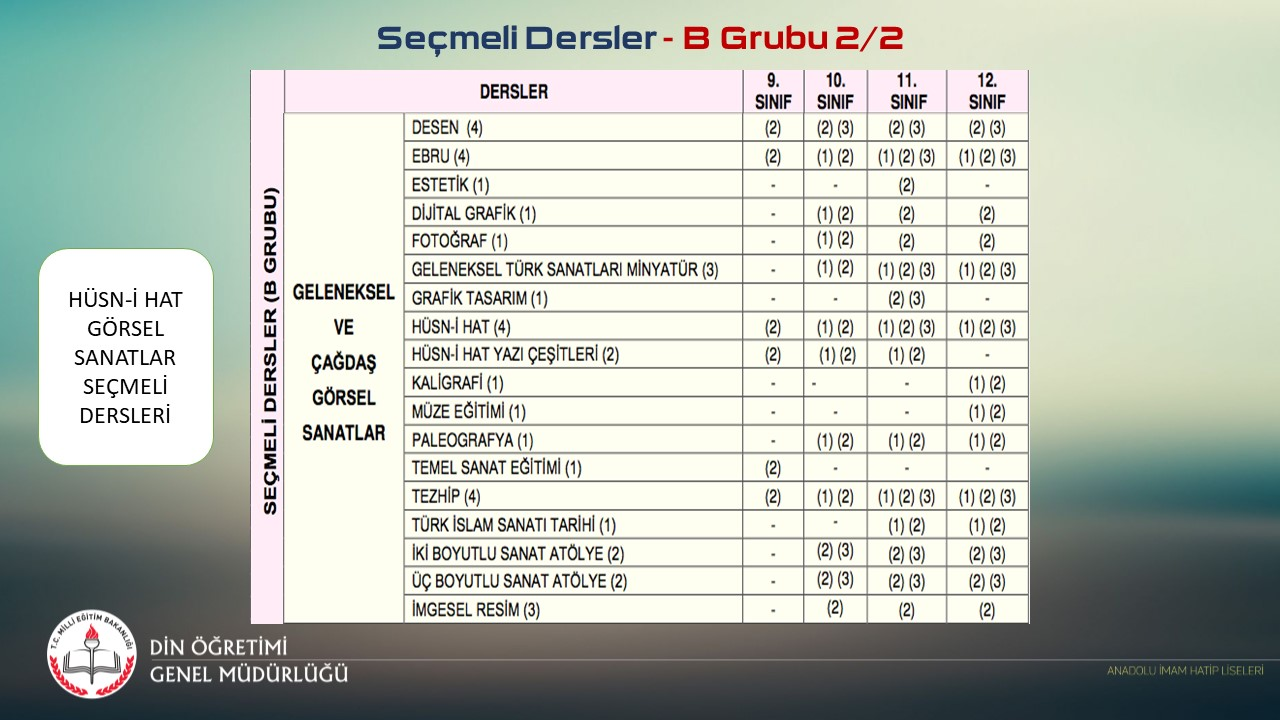 Seçmeli Dersler - B Grubu 2/2
HÜSN-İ HAT
GÖRSEL
SANATLAR
SEÇMELİ
DERSLERİ
SEÇMELİ DERSLER (B GRUBU)
DERSLER 9. SINIF 10. SINIF 11. SINIF 12. SINIF
GELENEKSEL
VE
ÇAĞDAŞ
GÖRSEL
SANATLAR
DESEN (4) (2) (2) (3) (2) (3) (2) (3)
EBRU (4) (2) (1) (2) (1) (2) (3) (1) (2) (3)
ESTETİK (1) - - (2) -
DİJİTAL GRAFİK (1) - (1) (2) (2) (2)
FOTOĞRAF (1) - (1) (2) (2) (2)
GELENEKSEL TÜRK SANATLARI MİNYATÜR (3) - (1) (2) (1) (2) (3) (1) (2) (3)
GRAFİK TASARIM (1) - - (2) (3) -
HÜSN-İ HAT (4) (2) (1) (2) (1) (2) (3) (1) (2) (3)
HÜSN-İ HAT YAZI ÇEŞİTLERİ (2) (2) (1) (2) (1) (2) -
KALİGRAFİ (1) - - - (1) (2)
MÜZE EĞİTİMİ (1) - - - (1) (2)
PALEOGRAFYA (1) - (1) (2) (1) (2) (1) (2)
TEMEL SANAT EĞİTİMİ (1) (2) - - -
TEZHİP (4) (2) (1) (2) (1) (2) (3) (1) (2) (3)
TÜRK İSLAM SANATI TARİHİ (1) - - (1) (2) (1) (2)
İKİ BOYUTLU SANAT ATÖLYE (2) - (2) (3) (2) (3) (2) (3)
ÜÇ BOYUTLU SANAT ATÖLYE (2) - (2) (3) (2) (3) (2) (3)
İMGESEL RESİM (3) - (2) (2) (2)
T.C. MİLLÎ EĞİTİM BAKANLIĞI
DİN ÖĞRETİMİ
GENEL MÜDÜRLÜĞÜ
ANADOLU İMAM HATİP LİSELERİ